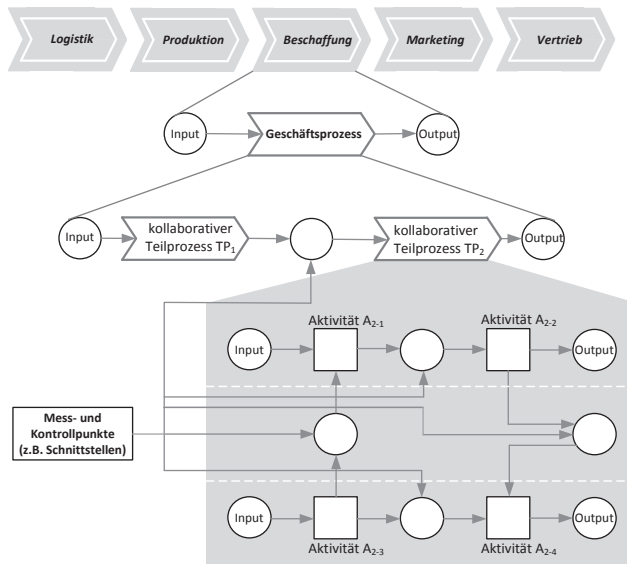 Logistik
Produktion
Beschaffung
Marketing
Vertrieb
Input
Geschäftsprozess
Output
Input
kollaborativer
Teilprozess TP1
kollaborativer
Teilprozess TP2
Output
Aktivität A2-1
Aktivität A2-2
Input
Output
Mess- und
Kontrollpunkte
(z.B. Schnittstellen)
Input
Output
Aktivität A2-3
Aktivität A2-4